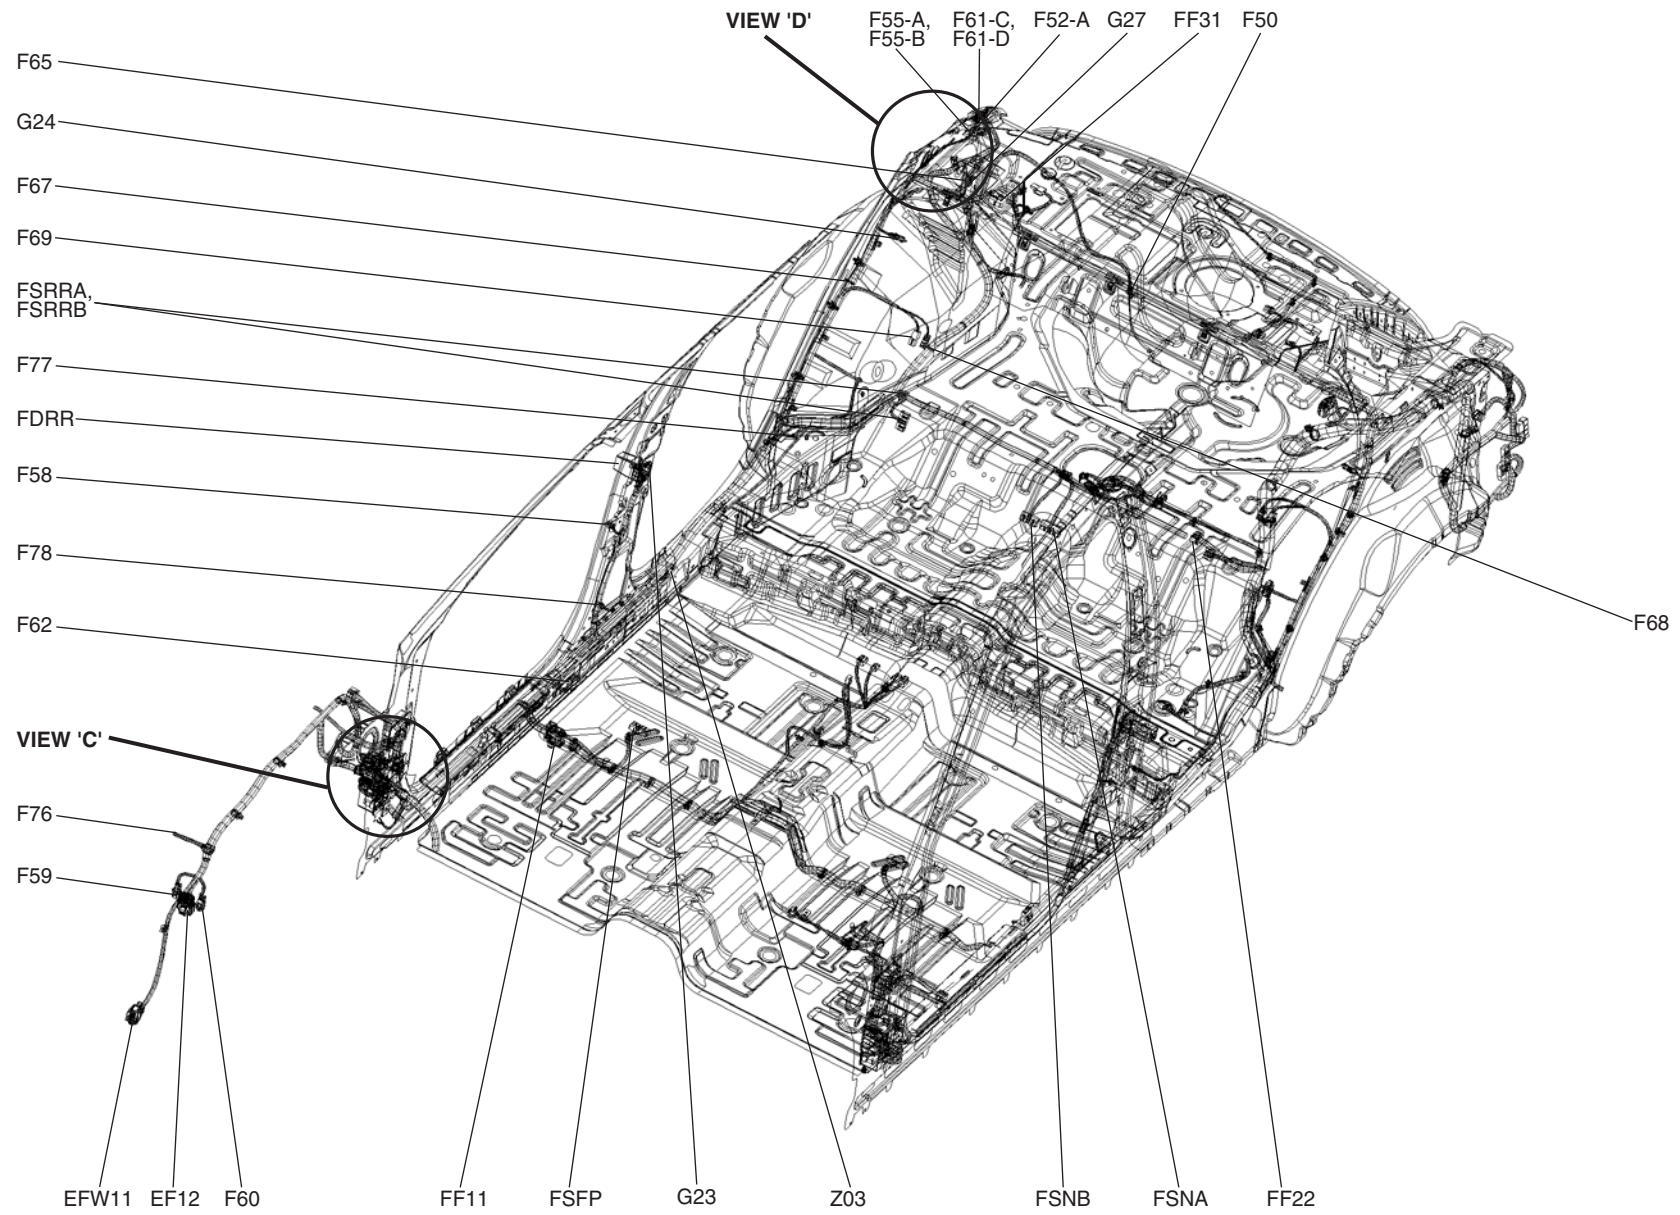 VIEW 'D'
F55-A,
F55-B
F61-C,
F61-D
F52-A
G27
FF31
F50
F65
G24
F67
F69
FSRRA,
FSRRB
F77
FDRR
F58
F78
F62
F68
VIEW 'C'
F76
F59
EFW11
EF12
F60
FF11
FSFP
G23
Z03
FSNB
FSNA
FF22